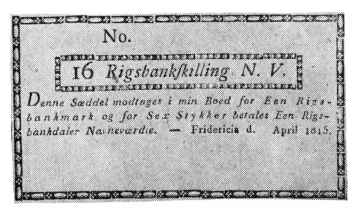 No.
16 Rigsbankskilling N. V.
Denne Sæddel modtages i min Boed for Een Rigs-
bankmark og for Sex Stykker betales Een Rigs-
bankdaler Navneværdie. — Fridericia d. April 1815.